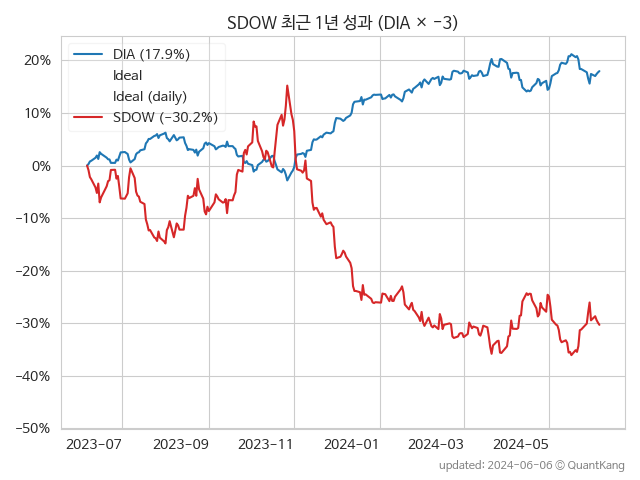 SDOW 최근 1년 성과 (DIA × −3)
DIA (17.9%)
Ideal
Ideal (daily)
SDOW (−30.2%)
20%
10%
0%
−10%
−20%
−30%
−40%
−50%
2023-07 2023-09 2023-11 2024-01 2024-03 2024-05
updated: 2024-06-06 © QuantKang